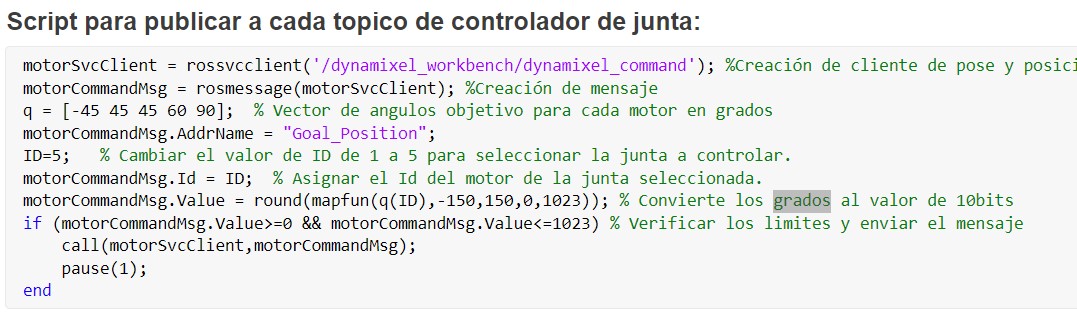 Script para publicar a cada topico de controlador de junta:
motorSvcClient = rossvcclient('/dynamixel_workbench/dynamixel_command'); %Creación de cliente de pose y posici
motorCommandMsg = rosmessage(motorSvcClient); %Creación de mensaje
q = [-45 45 45 60 90];  % Vector de angulos objetivo para cada motor en grados
motorCommandMsg.AddrName = "Goal_Position";
ID=5;   % Cambiar el valor de ID de 1 a 5 para seleccionar la junta a controlar.
motorCommandMsg.Id = ID;  % Asignar el Id del motor de la junta seleccionada.
motorCommandMsg.Value = round(mapfun(q(ID),-150,150,0,1023)); % Convierte los grados al valor de 10bits
if (motorCommandMsg.Value>=0 && motorCommandMsg.Value<=1023) % Verificar los limites y enviar el mensaje
    call(motorSvcClient,motorCommandMsg);
    pause(1);
end